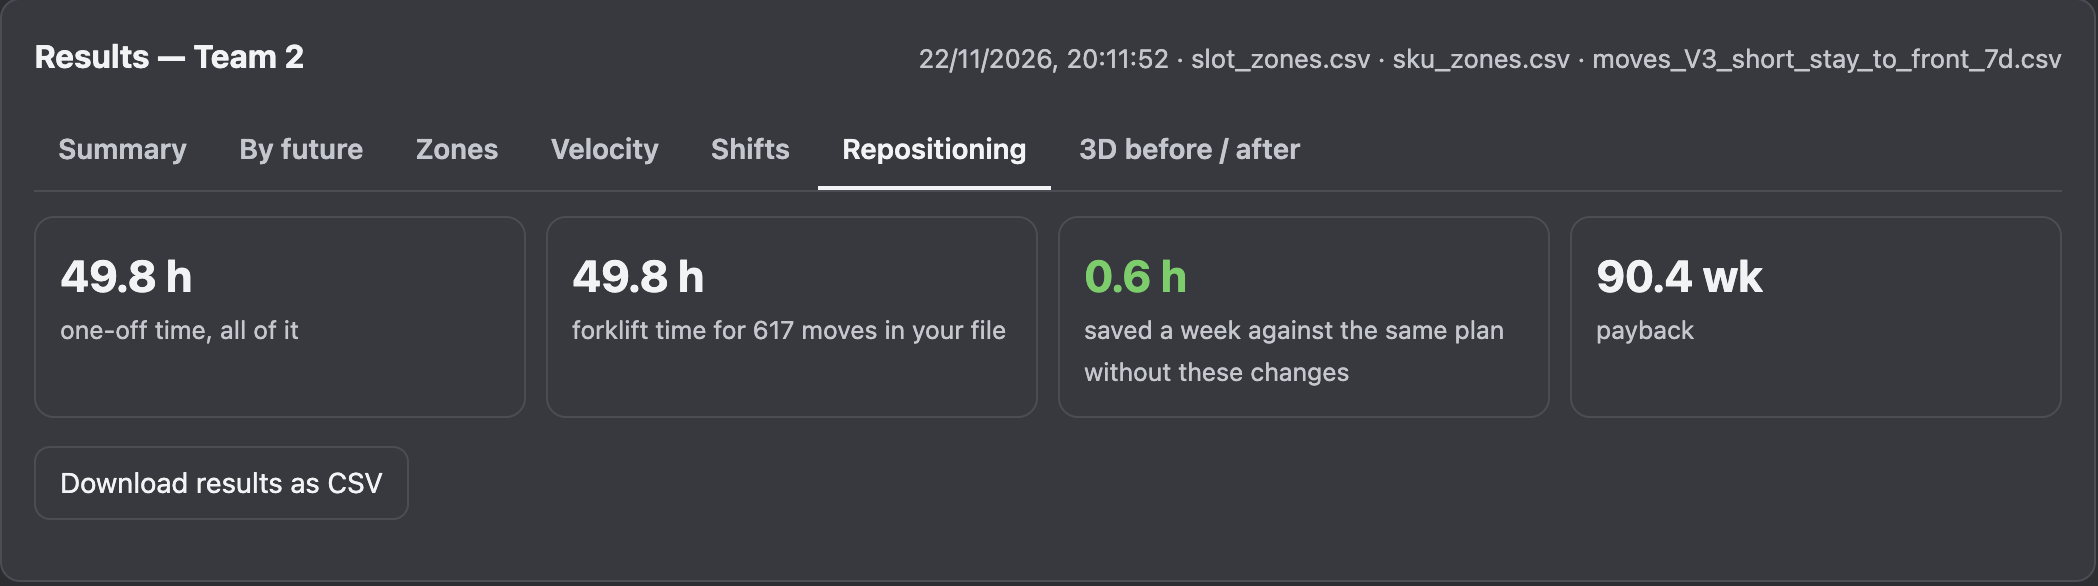 Results — Team 2
22/11/2026, 20:11:52 · slot_zones.csv · sku_zones.csv · moves_V3_short_stay_to_front_7d.csv
Summary
By future
Zones
Velocity
Shifts
Repositioning
3D before / after
49.8 h
one-off time, all of it
49.8 h
forklift time for 617 moves in your file
0.6 h
saved a week against the same plan
without these changes
90.4 wk
payback
Download results as CSV